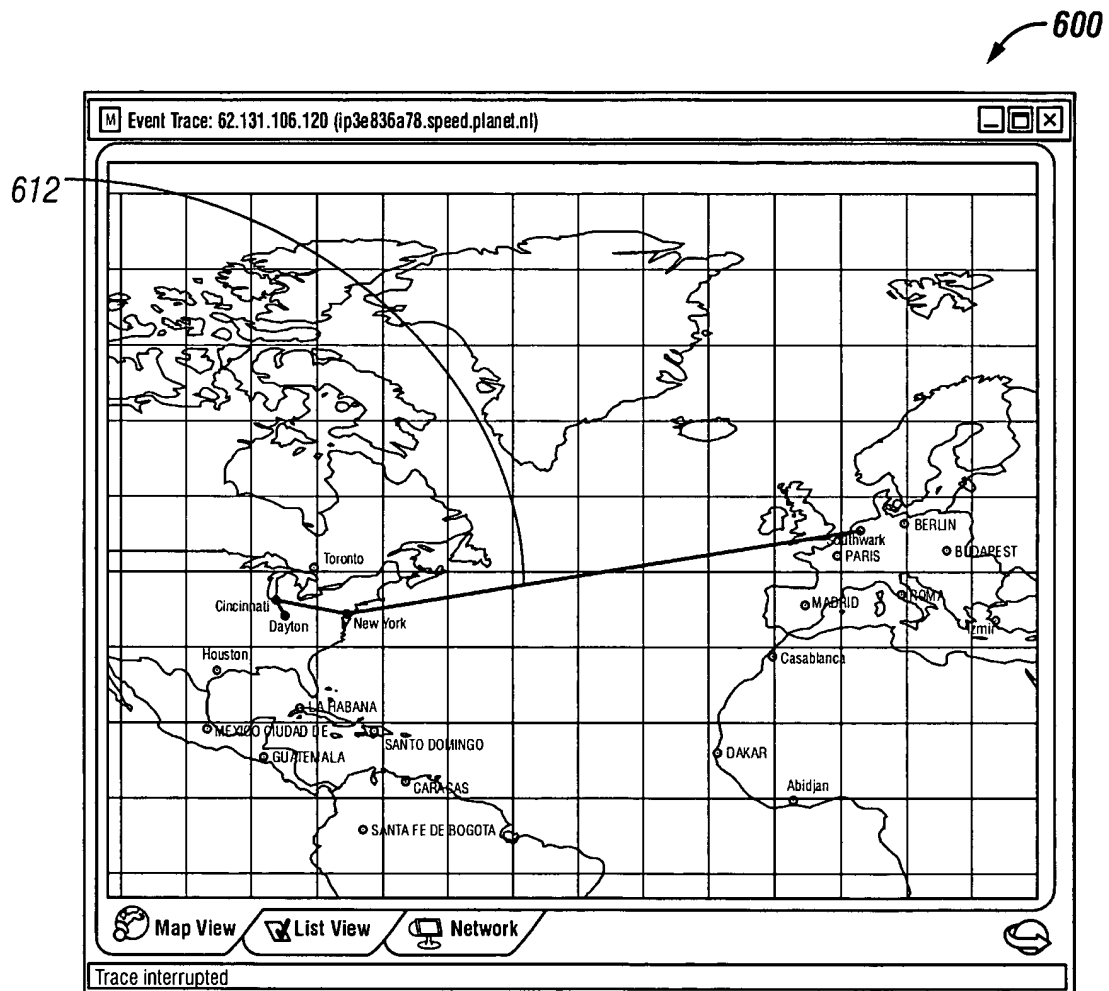 600
M Event Trace: 62.131.106.120 (ip3e836a78.speed.planet.nl)
612
BERLIN
Southwark
PARIS
BUDAPEST
Toronto
Cincinnati
MADRID
ROMA
Dayton
New York
Izmir
Houston
Casablanca
LA HABANA
MEXICO CIUDAD DE
SANTO DOMINGO
GUATEMALA
DAKAR
CARACAS
Abidjan
SANTA FE DE BOGOTA
Map View List View Network
Trace interrupted